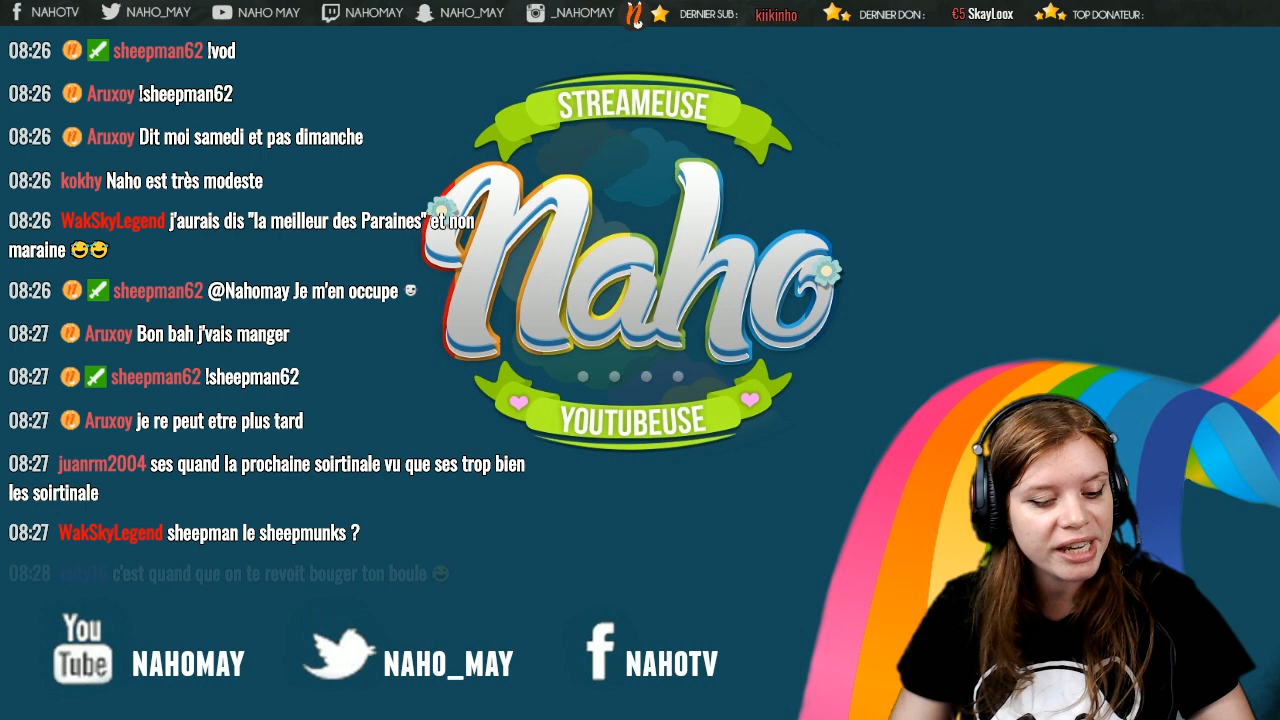 NAHOTV NAHO_MAY NAHO MAY NAHOMAY NAHO_MAY _NAHOMAY DERNIER SUB : kiikinho DERNIER DON : €5 SkayLoox TOP DONATEUR :
08:26 sheepman62 !vod
08:26 Aruxoy !sheepman62
08:26 Aruxoy Dit moi samedi et pas dimanche
08:26 kokhy Naho est très modeste
08:26 WakSkyLegend j'aurais dis "la meilleur des Paraines" et non
maraine 😂😂
08:26 sheepman62 @Nahomay Je m'en occupe
08:27 Aruxoy Bon bah j'vais manger
08:27 sheepman62 !sheepman62
08:27 Aruxoy je re peut etre plus tard
08:27 juanrm2004 ses quand la prochaine soirtinale vu que ses trop bien
les soirtinale
08:27 WakSkyLegend sheepman le sheepmunks ?
08:28 c'est quand que on te revoit bouger ton boule 😂
STREAMEUSE
Naho
YOUTUBEUSE
You
Tube
NAHOMAY NAHO_MAY NAHOTV